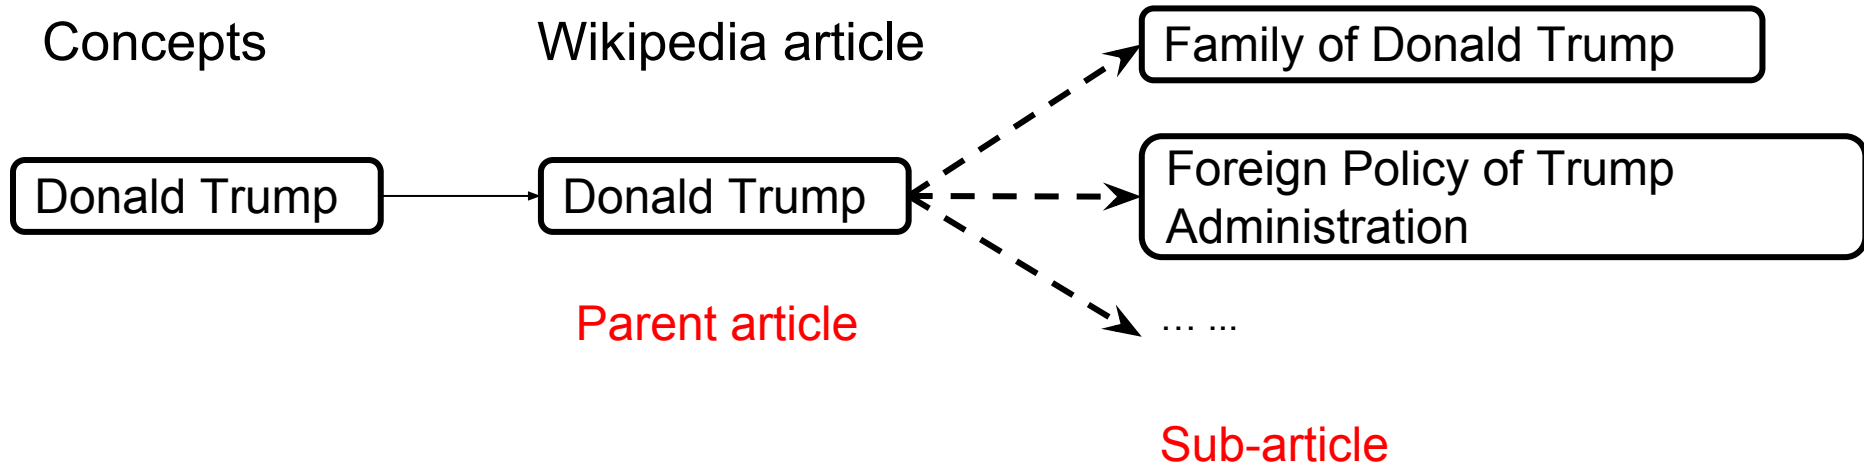 Concepts
Wikipedia article
Family of Donald Trump
Donald Trump
Donald Trump
Foreign Policy of Trump
Administration
Parent article
... ...
Sub-article